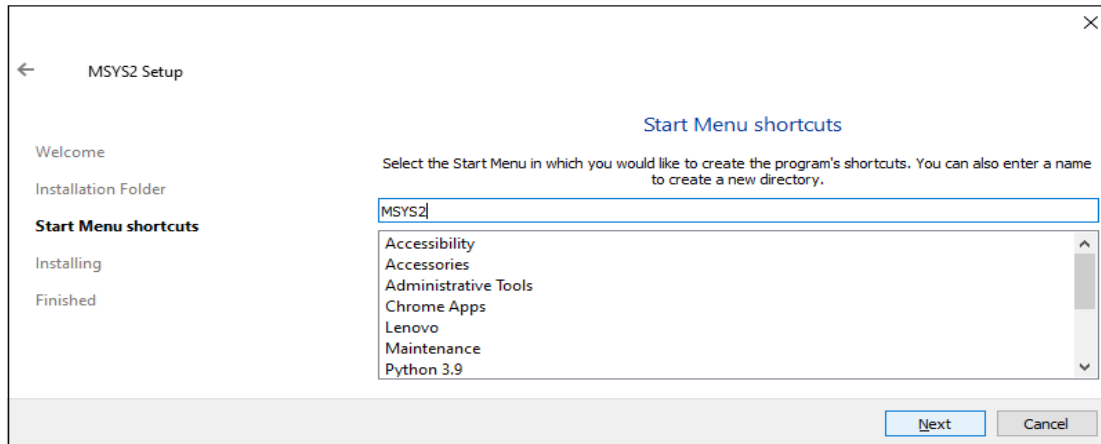 MSYS2 Setup
Welcome
Installation Folder
Start Menu shortcuts
Installing
Finished
Start Menu shortcuts
Select the Start Menu in which you would like to create the program's shortcuts. You can also enter a name
to create a new directory.
MSYS2
Accessibility
Accessories
Administrative Tools
Chrome Apps
Lenovo
Maintenance
Python 3.9
Next
Cancel